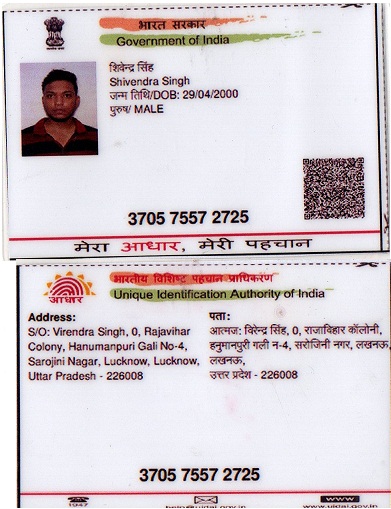 भारत सरकार
Government of India
शिवेन्द्र सिंह
Shivendra Singh
जन्म तिथि/DOB: 29/04/2000
पुरुष/ MALE
3705 7557 2725
मेरा आधार, मेरी पहचान
भारतीय विशिष्ट पहचान प्राधिकरण
Unique Identification Authority of India
आधार
Address:
S/O: Virendra Singh, 0, Rajavihar
Colony, Hanumanpuri Gali No-4,
Sarojini Nagar, Lucknow, Lucknow,
Uttar Pradesh - 226008
पता:
आत्मज: विरेन्द्र सिंह, 0, राजाविहार कॉलोनी,
हनुमानपुरी गली न-4, सरोजिनी नगर, लखनऊ,
लखनऊ,
उत्तर प्रदेश - 226008
3705 7557 2725
1947
www